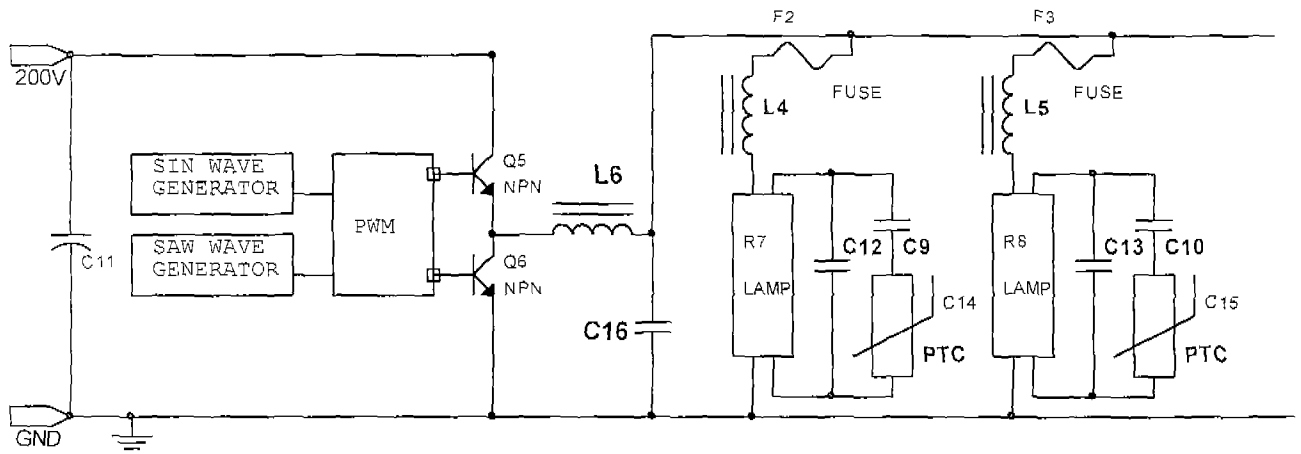 F2
F3
200V
FUSE
FUSE
L4
L5
SIN WAVE
GENERATOR
Q5
NPN
L6
PWM
SAW WAVE
GENERATOR
C11
Q6
NPN
R7
LAMP
C12
C9
R8
LAMP
C13
C10
C16
C14
PTC
C15
PTC
GND